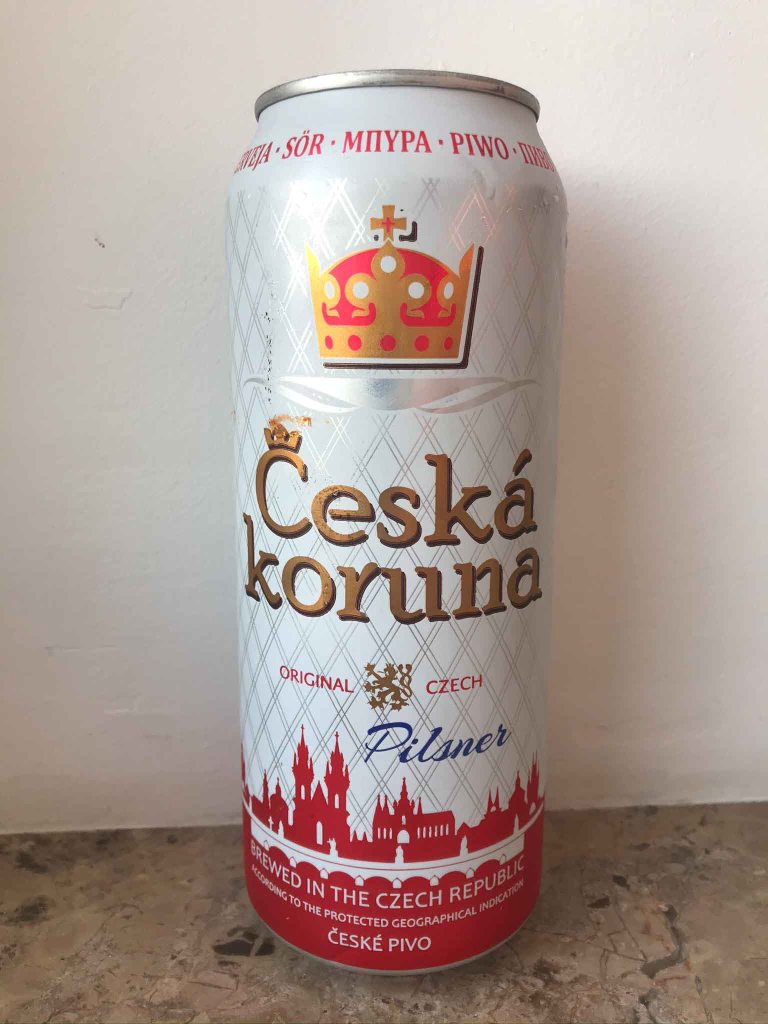 · SÖR · ΜΠΥΡΑ · PIWO ·
Česká
koruna
ORIGINAL CZECH
Pilsner
BREWED IN THE CZECH REPUBLIC
ACCORDING TO THE PROTECTED GEOGRAPHICAL INDICATION
ČESKÉ PIVO